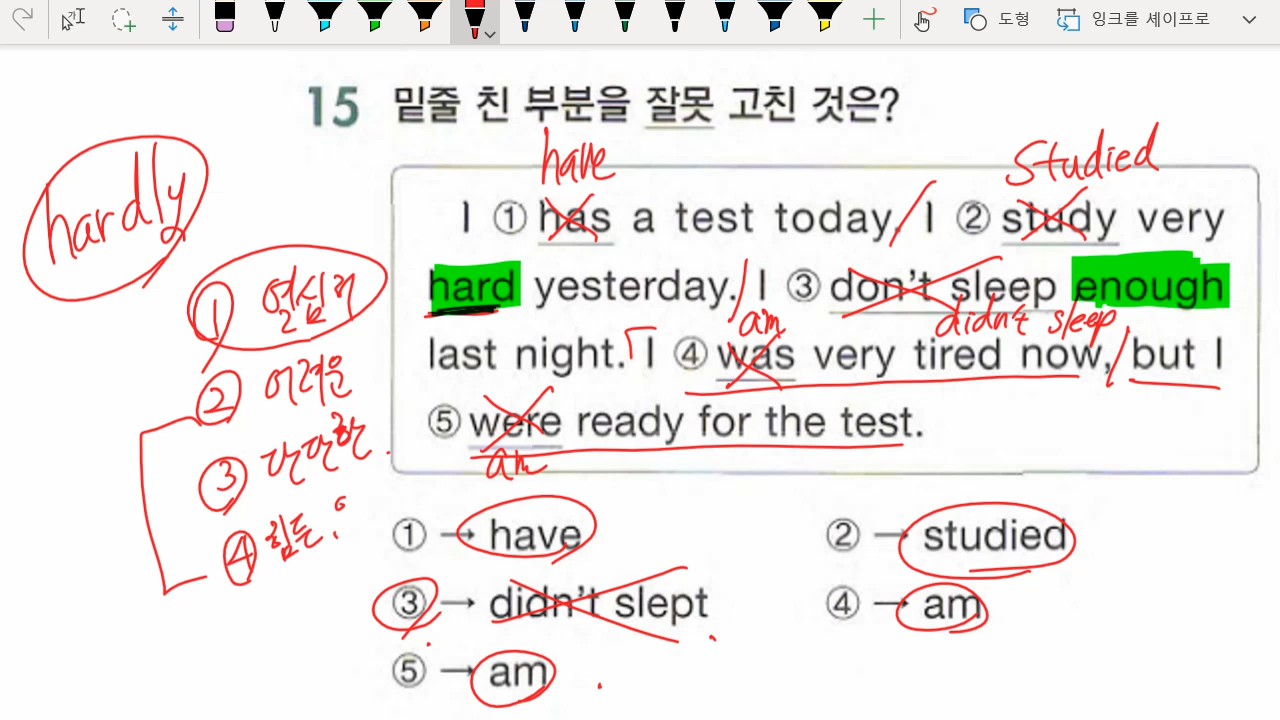 도형
잉크를 셰이프로
15 밑줄 친 부분을 잘못 고친 것은?
have
studied
I ① has a test today, I ② study very
hard yesterday. I ③ don't sleep enough
am
didn't sleep
last night. I ④ was very tired now, but I
⑤ were ready for the test.
am
① → have
② → studied
③ → didn't slept
④ → am
⑤ → am
hardly
① 열심히
② 어려운
③ 단단한
④ 힘든